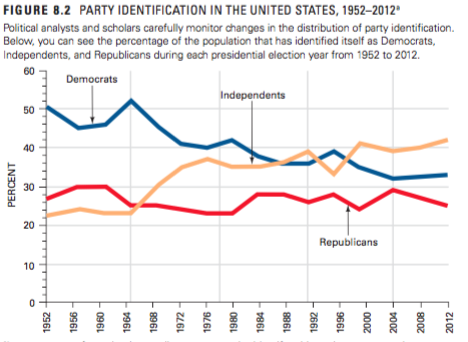 FIGURE 8.2 PARTY IDENTIFICATION IN THE UNITED STATES, 1952–2012ᵃ
Political analysts and scholars carefully monitor changes in the distribution of party identification.
Below, you can see the percentage of the population that has identified itself as Democrats,
Independents, and Republicans during each presidential election year from 1952 to 2012.
60
50
40
30
20
10
0
PERCENT
Democrats
Independents
Republicans
1952 1956 1960 1964 1968 1972 1976 1980 1984 1988 1992 1996 2000 2004 2008 2012